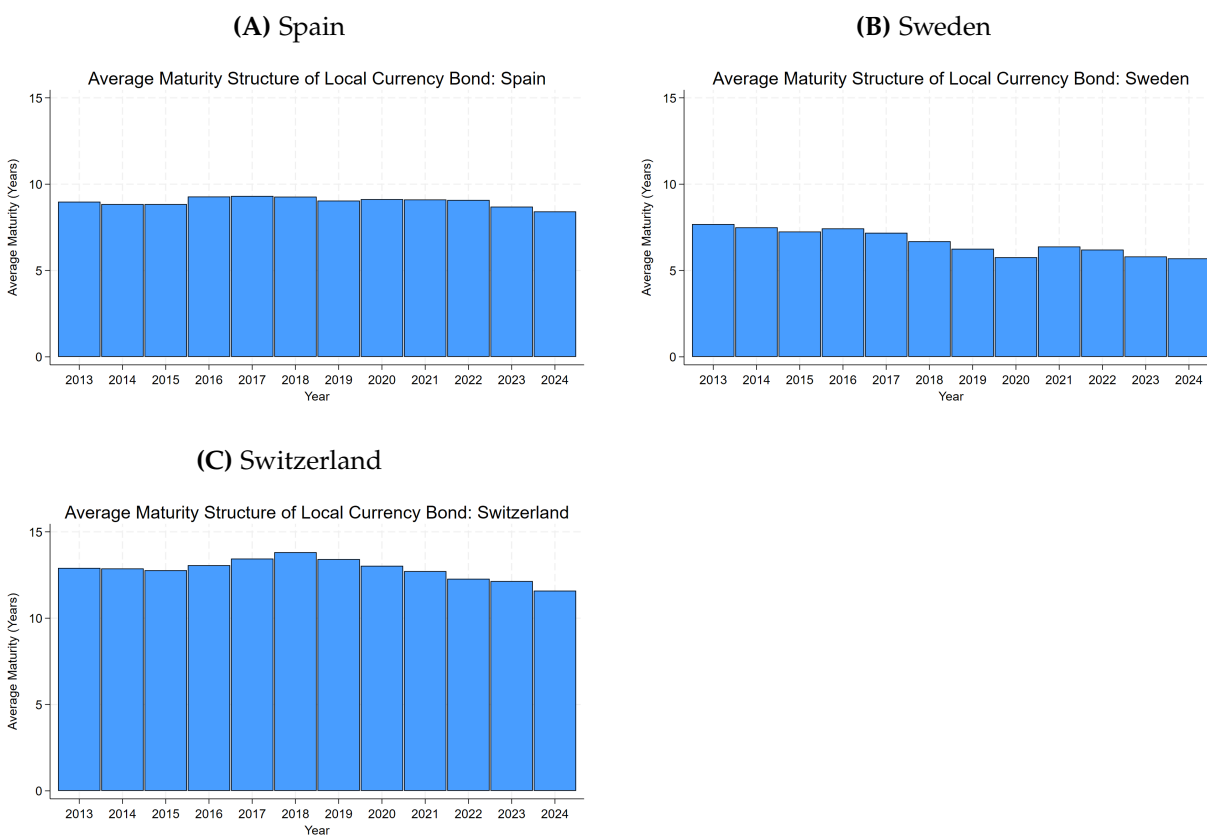 (A) Spain
Average Maturity Structure of Local Currency Bond: Spain
15
10
5
0
Average Maturity (Years)
2013 2014 2015 2016 2017 2018 2019 2020 2021 2022 2023 2024
Year
(B) Sweden
Average Maturity Structure of Local Currency Bond: Sweden
15
10
5
0
Average Maturity (Years)
2013 2014 2015 2016 2017 2018 2019 2020 2021 2022 2023 2024
Year
(C) Switzerland
Average Maturity Structure of Local Currency Bond: Switzerland
15
10
5
0
Average Maturity (Years)
2013 2014 2015 2016 2017 2018 2019 2020 2021 2022 2023 2024
Year